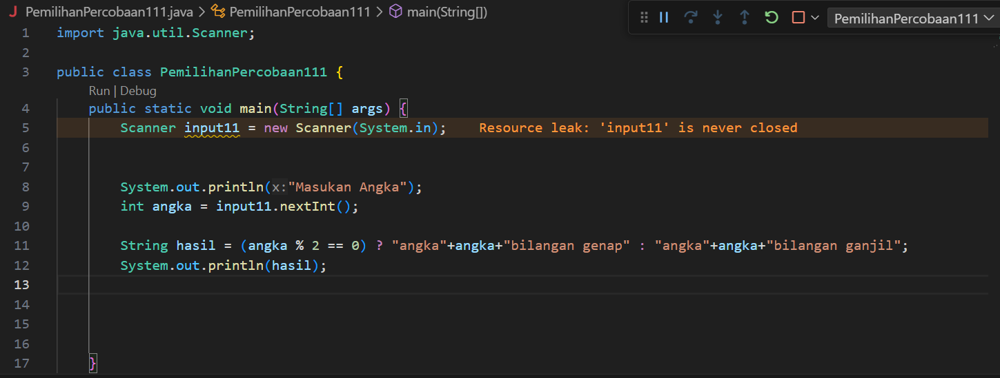 PemilihanPercobaan111.java > PemilihanPercobaan111 > main(String[])
PemilihanPercobaan111
1 import java.util.Scanner;
2
3 public class PemilihanPercobaan111 {
Run | Debug
4 public static void main(String[] args) {
5 Scanner input11 = new Scanner(System.in); Resource leak: 'input11' is never closed
6
7
8 System.out.println(x:"Masukan Angka");
9 int angka = input11.nextInt();
10
11 String hasil = (angka % 2 == 0) ? "angka"+angka+"bilangan genap" : "angka"+angka+"bilangan ganjil";
12 System.out.println(hasil);
13
14
15
16
17 }